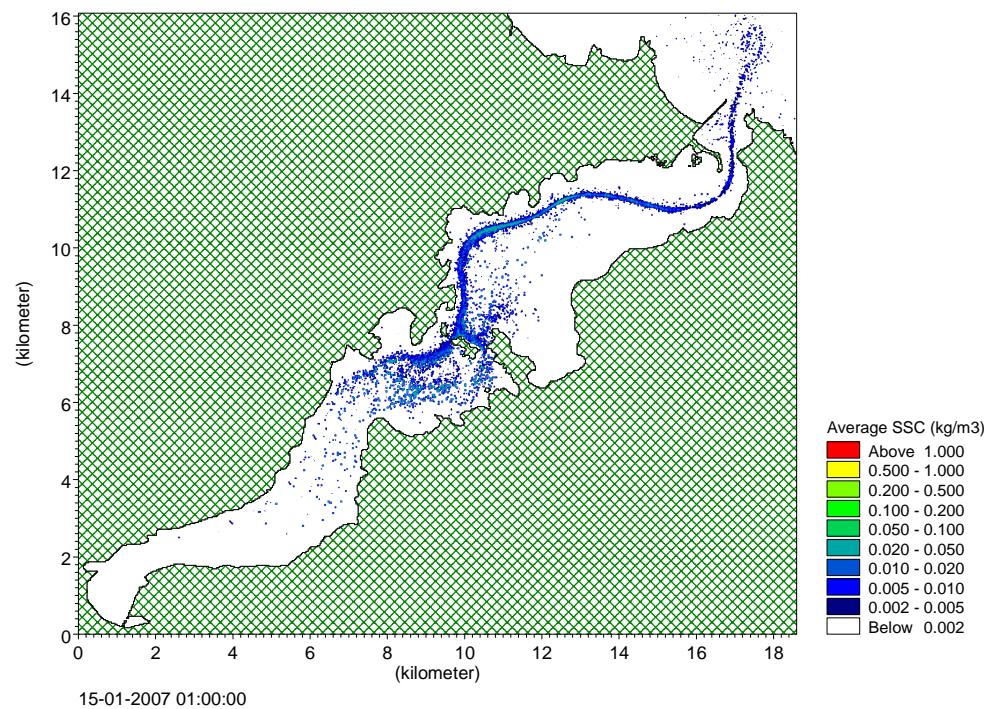 16
14
12
10
8
6
4
2
0
(kilometer)
0 2 4 6 8 10 12 14 16 18
(kilometer)
15-01-2007 01:00:00
Average SSC (kg/m3)
Above 1.000
0.500 - 1.000
0.200 - 0.500
0.100 - 0.200
0.050 - 0.100
0.020 - 0.050
0.010 - 0.020
0.005 - 0.010
0.002 - 0.005
Below 0.002